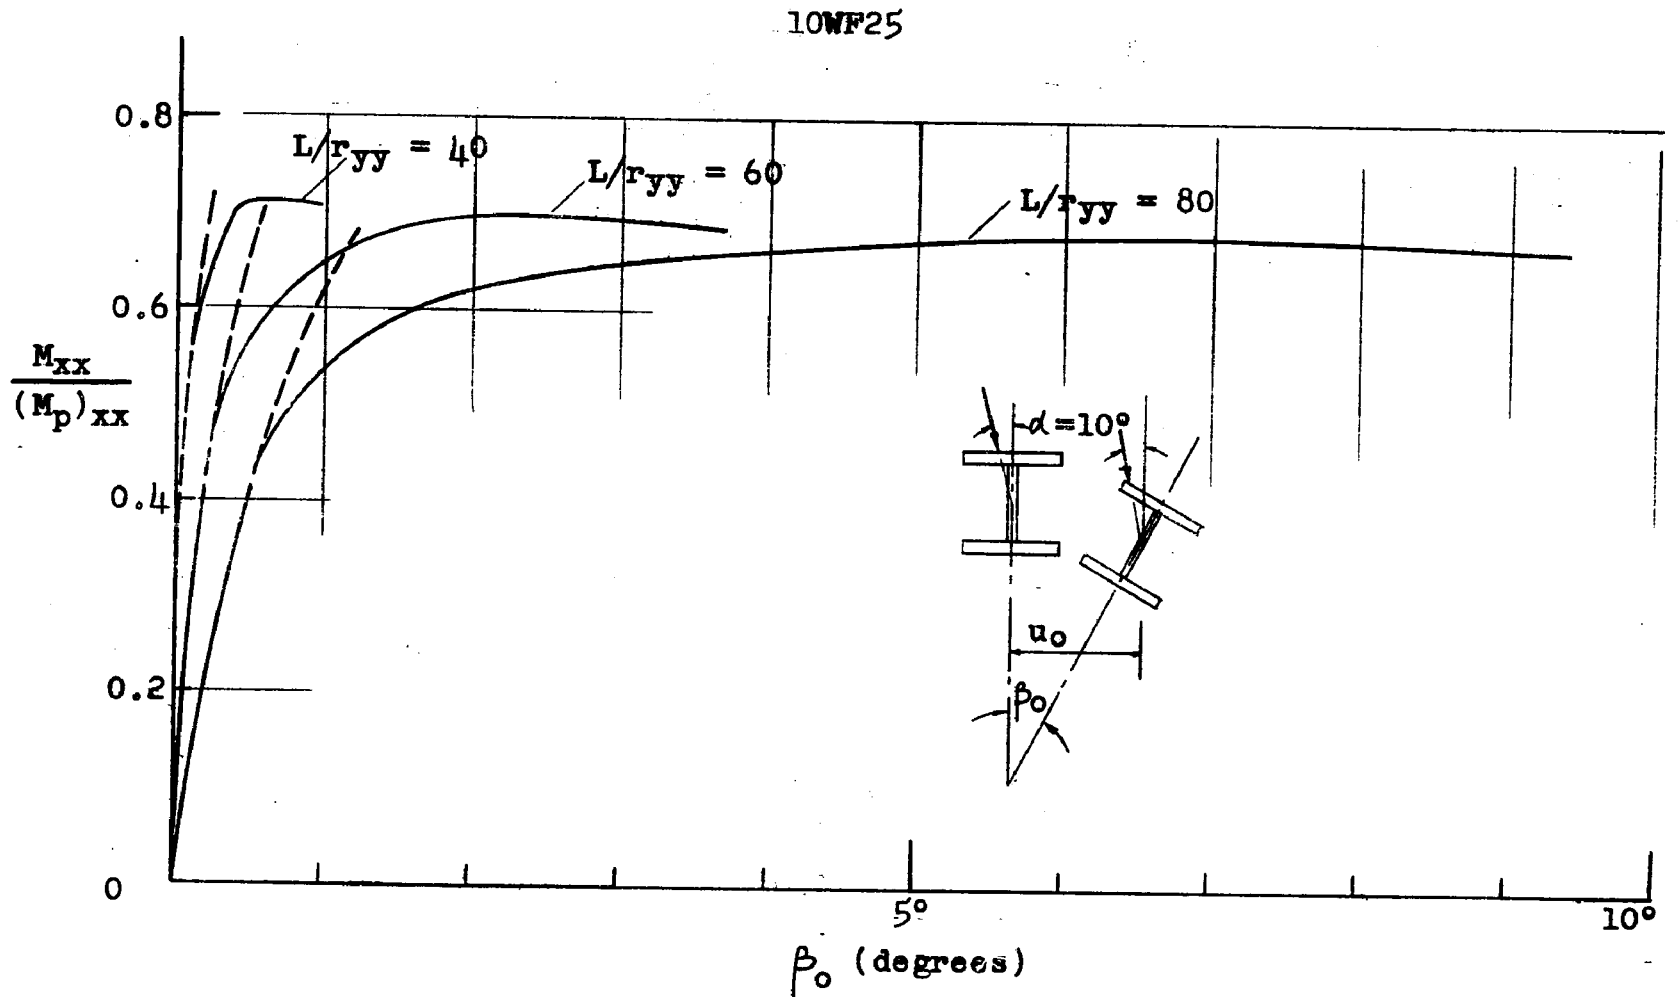 10WF25
0.8
L/ryy = 40
L/ryy = 60
L/ryy = 80
0.6
Mxx
(Mp)xx
α=10°
0.4
uo
0.2
βo
0
5°
10°
βo (degrees)